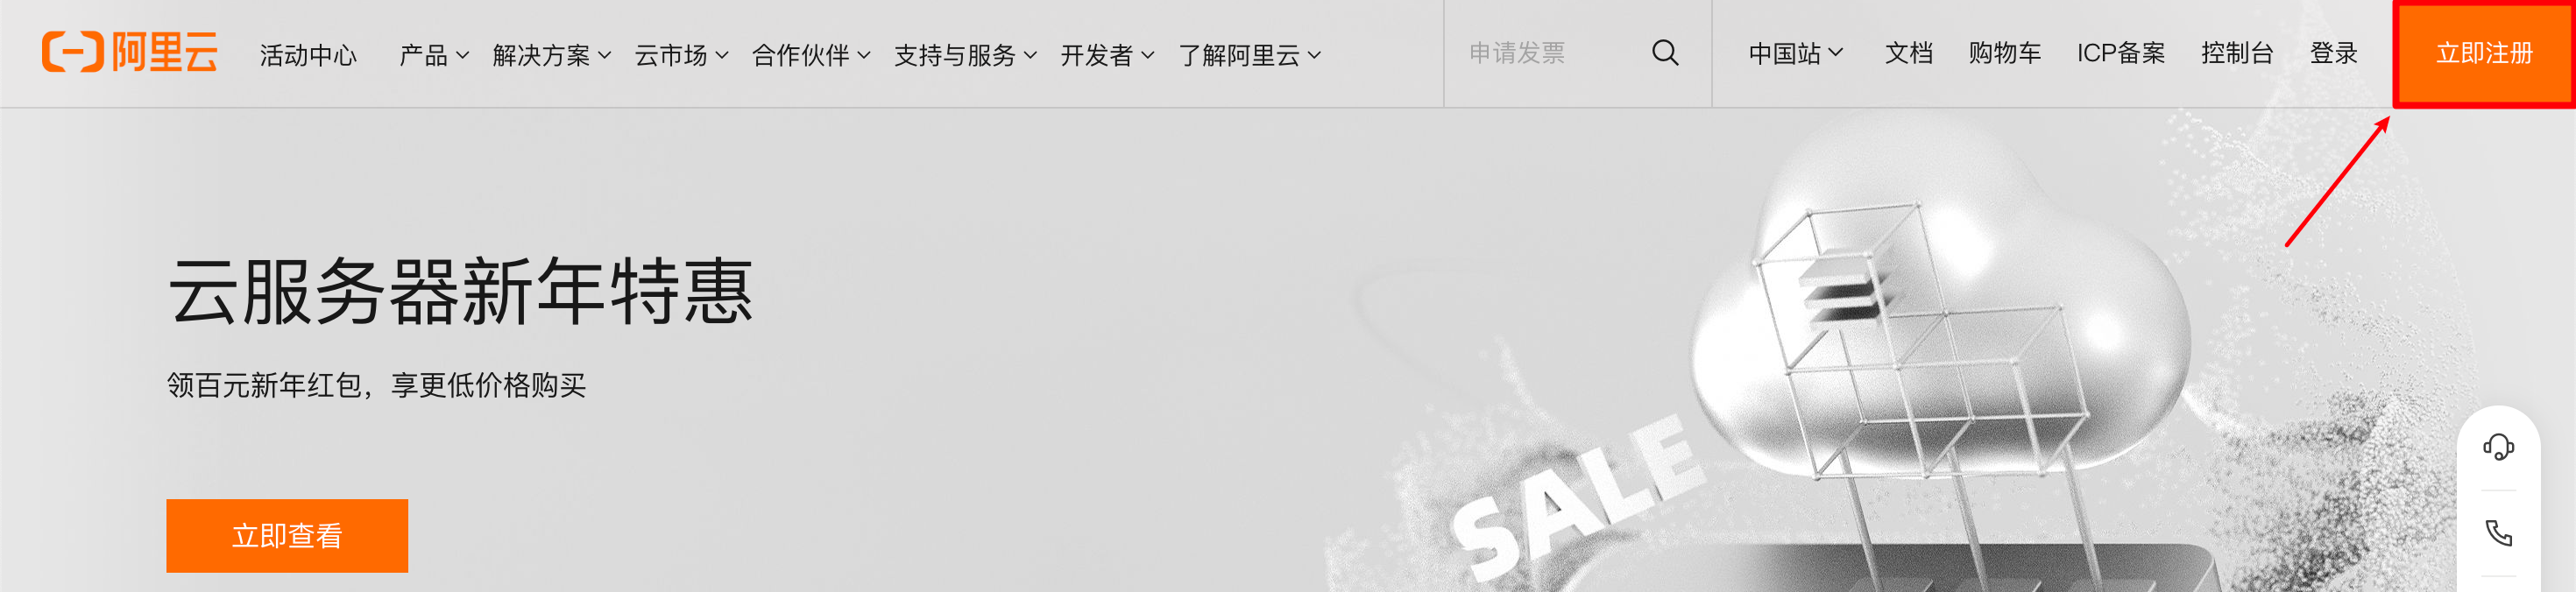 阿里云 活动中心 产品 解决方案 云市场 合作伙伴 支持与服务 开发者 了解阿里云 申请发票 中国站 文档 购物车 ICP备案 控制台 登录 立即注册
云服务器新年特惠
领百元新年红包，享更低价格购买
SALE
立即查看